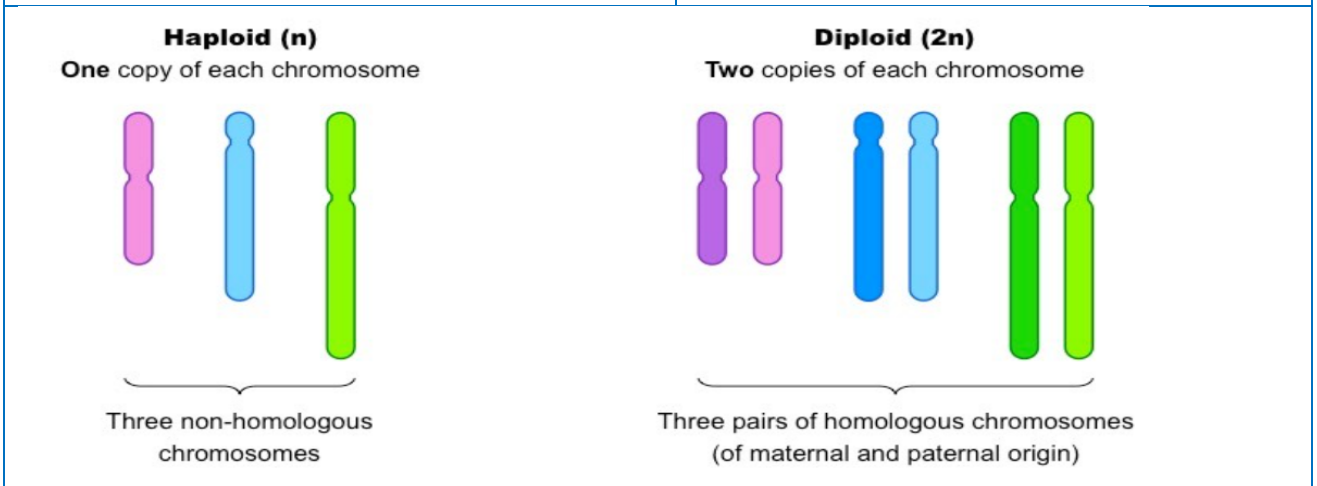 Haploid (n)
One copy of each chromosome
Three non-homologous
chromosomes
Diploid (2n)
Two copies of each chromosome
Three pairs of homologous chromosomes
(of maternal and paternal origin)